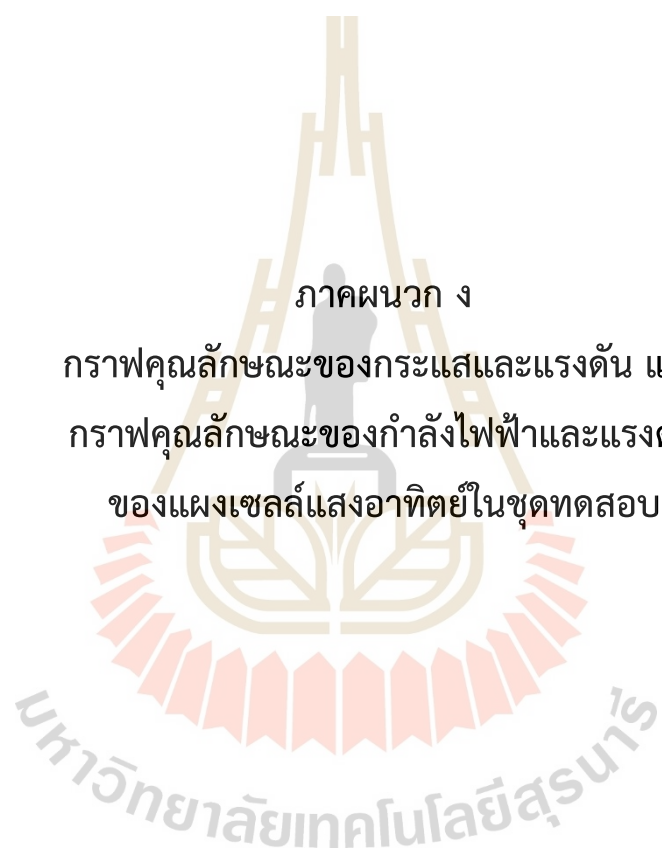 ภาคผนวก ง
กราฟคุณลักษณะของกระแสและแรงดัน
กราฟคุณลักษณะของกำลังไฟฟ้าและ
ของแผงเซลล์แสงอาทิตย์ในชุดทดสอบ
มหาวิทยาลัยเทคโนโลยีสุรนารี